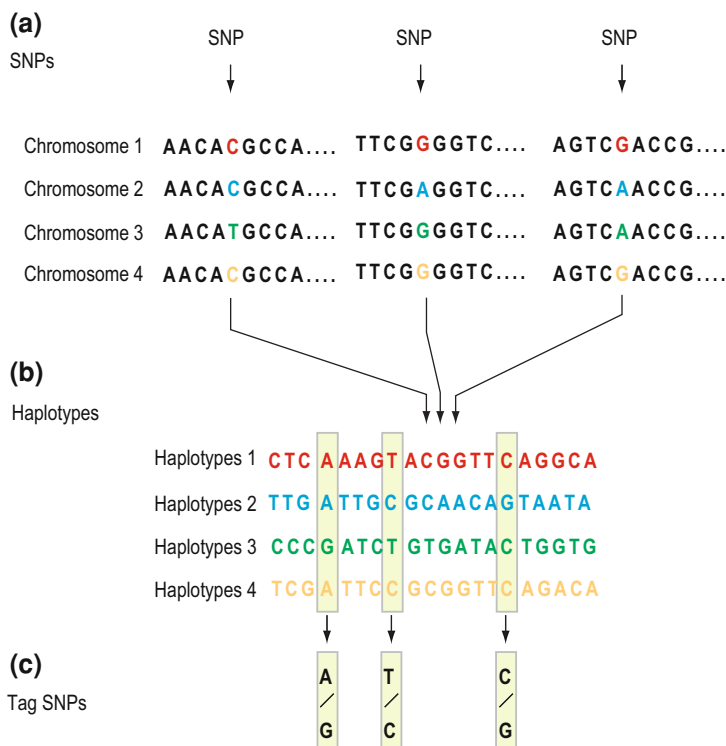 (a)
SNPs
SNP SNP SNP
Chromosome 1 AACACGCCA.... TTCGGGGTC.... AGTCGACCG....
Chromosome 2 AACACGCCA.... TTCGAGGTC.... AGTCAACCG....
Chromosome 3 AACATGCCA.... TTCGGGGTC.... AGTCAACCG....
Chromosome 4 AACACGCCA.... TTCGGGGTC.... AGTCGACCG....
(b)
Haplotypes
Haplotypes 1 CTCAAAGTACGGTTCAGGCA
Haplotypes 2 TTGATTGCGCAACAGTAATA
Haplotypes 3 CCCGATCTGTGATACTGGTG
Haplotypes 4 TCGATTCCGCGGTTCAGACA
(c)
Tag SNPs
A/G T/C C/G